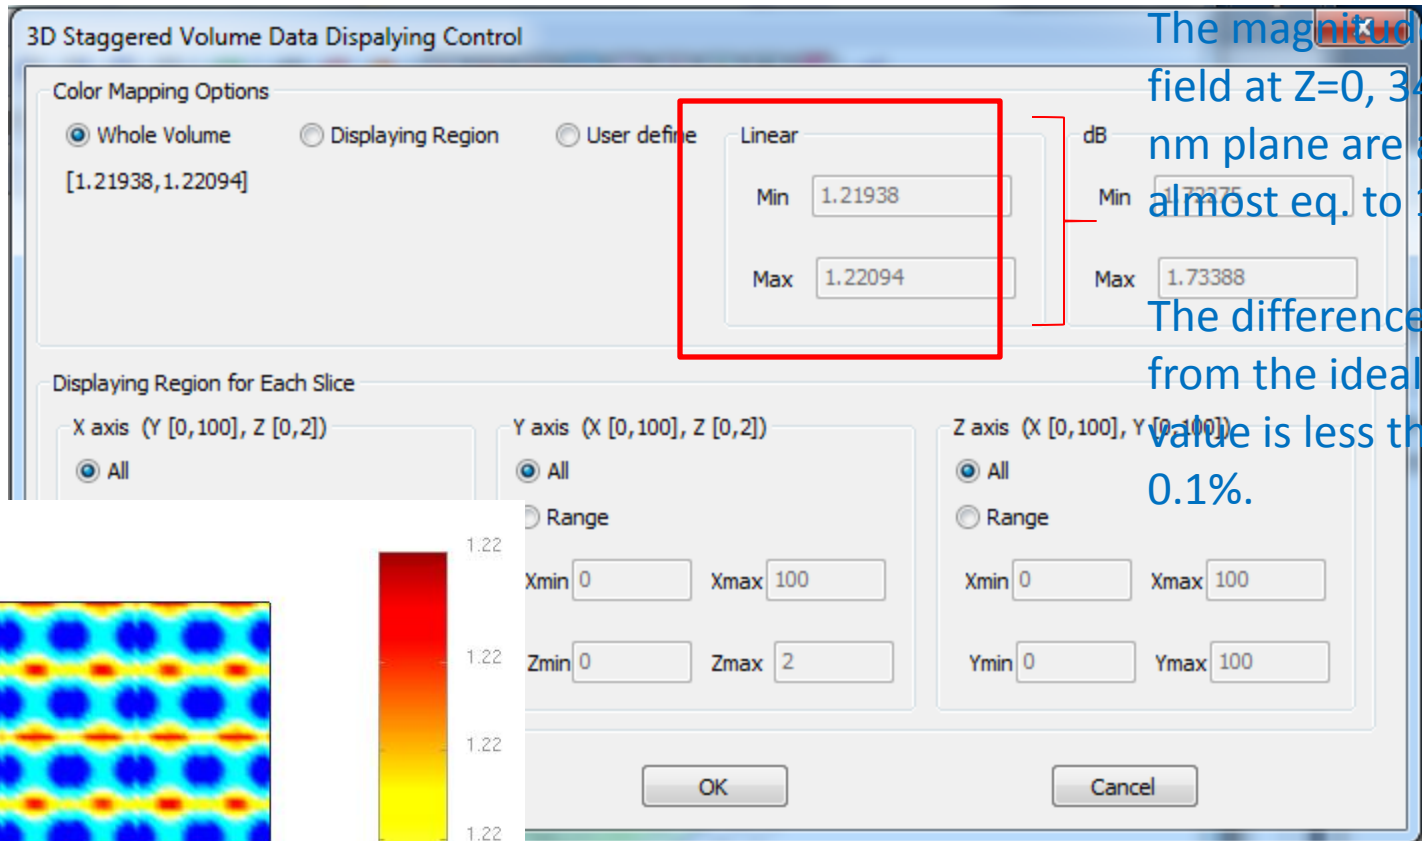 3D Staggered Volume Data Dispalying Control
Color Mapping Options
Whole Volume Displaying Region User define
[1.21938,1.22094]
Linear
Min 1.21938
Max 1.22094
dB
Min 1.72275
Max 1.73388
The magnitude
field at Z=0,
nm plane are
almost eq. to
The difference
from the ideal
value is less
0.1%.
Displaying Region for Each Slice
X axis (Y [0,100], Z [0,2])
All
Y axis (X [0,100], Z [0,2])
All
Range
Xmin 0 Xmax 100
Zmin 0 Zmax 2
Z axis (X [0,100], Y [0,100])
All
Range
Xmin 0 Xmax 100
Ymin 0 Ymax 100
OK Cancel
1.22
1.22
1.22
1.22